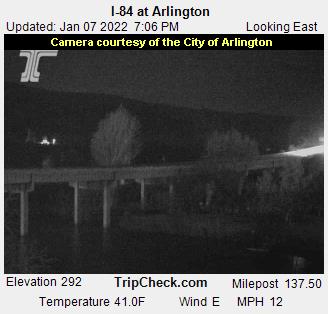 I-84 at Arlington
Updated: Jan 07 2022 7:06 PM Looking East
Camera courtesy of the City of Arlington
Elevation 292 TripCheck.com Milepost 137.50
Temperature 41.0F Wind E MPH 12